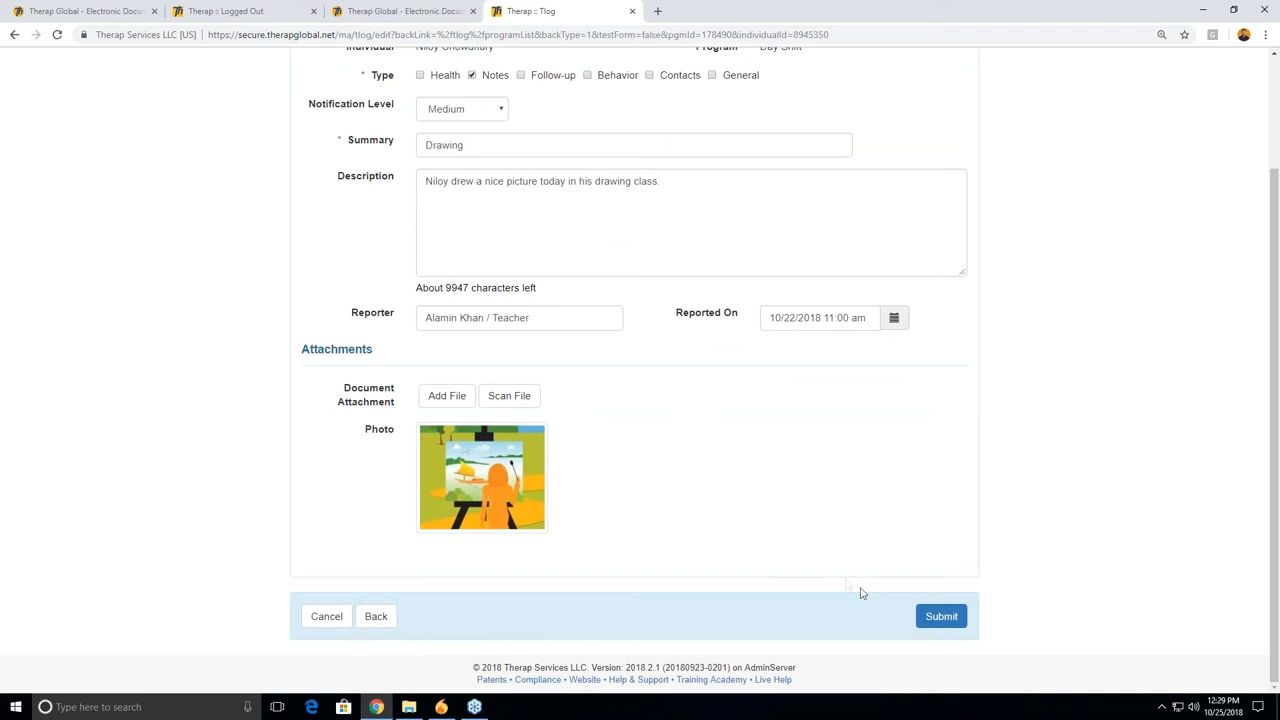 Therap Global - Electronic Docum
Therap :: Logged Out
Therap Global - Electronic Docum
Therap :: Tlog
Therap Services LLC [US] | https://secure.therapglobal.net/ma/tlog/edit?backLink=%2ftlog%2fprogramList&backType=1&testForm=false&pgmId=178490&individualId=8945350
Individual Niloy Chowdhury Program Day Shift
* Type Health Notes Follow-up Behavior Contacts General
Notification Level Medium
* Summary Drawing
Description Niloy drew a nice picture today in his drawing class.
About 9947 characters left
Reporter Alamin Khan / Teacher Reported On 10/22/2018 11:00 am
Attachments
Document
Attachment
Add File Scan File
Photo
Cancel Back Submit
© 2018 Therap Services LLC. Version: 2018.2.1 (20180923-0201) on AdminServer
Patents • Compliance • Website • Help & Support • Training Academy • Live Help
Type here to search
12:29 PM
10/25/2018